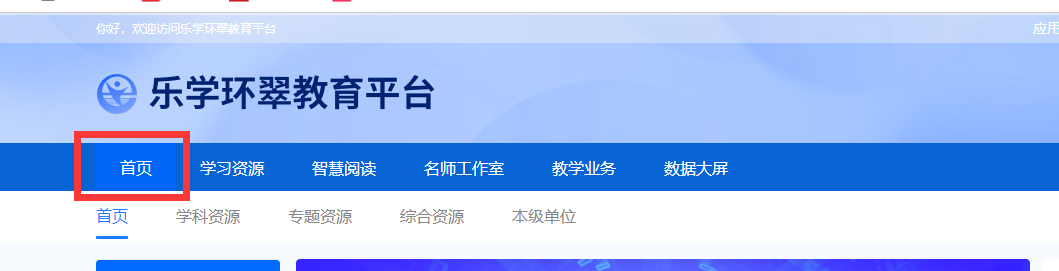 你好，欢迎访问乐学环翠教育平台 应用
乐学环翠教育平台
首页 学习资源 智慧阅读 名师工作室 教学业务 数据大屏
首页 学科资源 专题资源 综合资源 本级单位